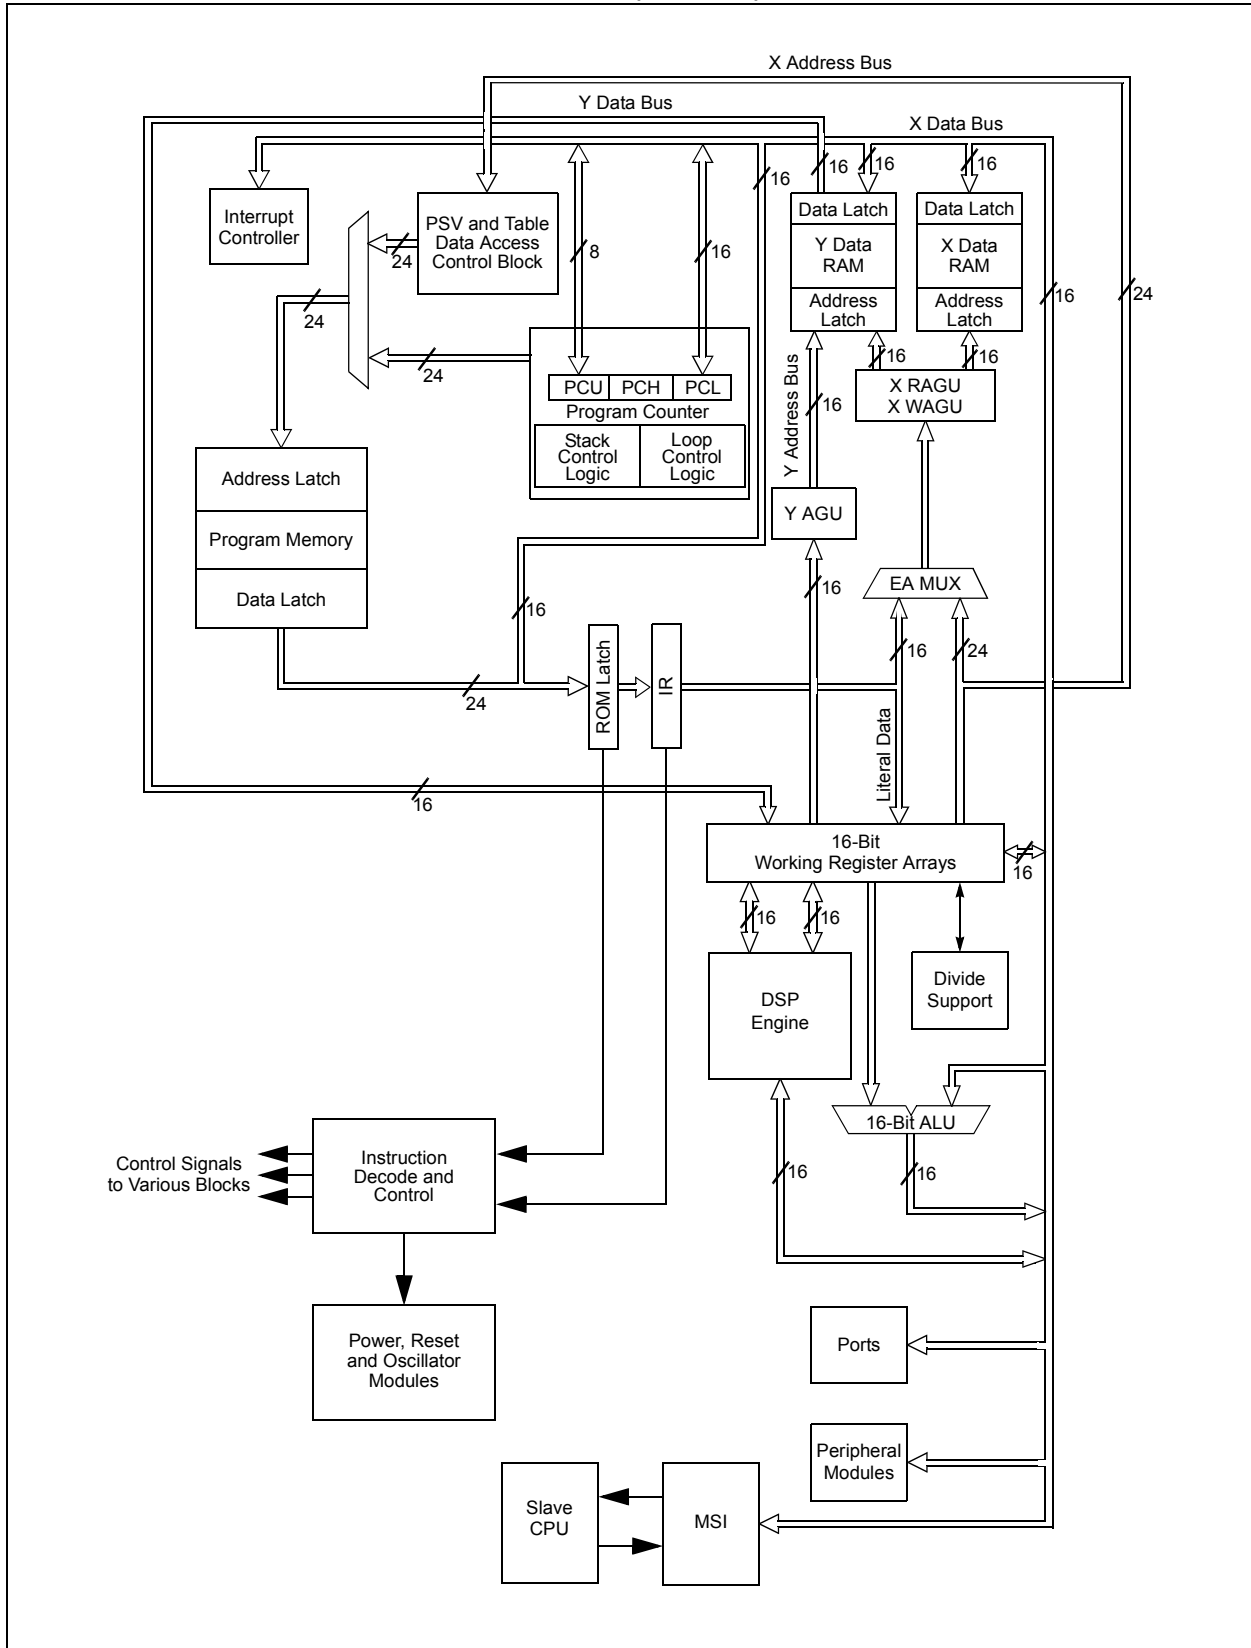 X Address Bus
Y Data Bus
X Data Bus
16
16
16
16
Interrupt
Controller
PSV and Table
Data Access
Control Block
24
8
16
Data Latch
Y Data
RAM
Address
Latch
Data Latch
X Data
RAM
Address
Latch
16
24
24
24
16
16
PCU
PCH
PCL
Program Counter
Stack
Control
Logic
Loop
Control
Logic
Y Address Bus
16
X RAGU
X WAGU
Address Latch
Program Memory
Data Latch
Y AGU
EA MUX
16
16
16
24
24
ROM Latch
IR
Literal Data
16
16-Bit
Working Register Arrays
16
16
16
DSP
Engine
Divide
Support
16-Bit ALU
16
16
Control Signals
to Various Blocks
Instruction
Decode and
Control
Power, Reset
and Oscillator
Modules
Ports
Peripheral
Modules
Slave
CPU
MSI